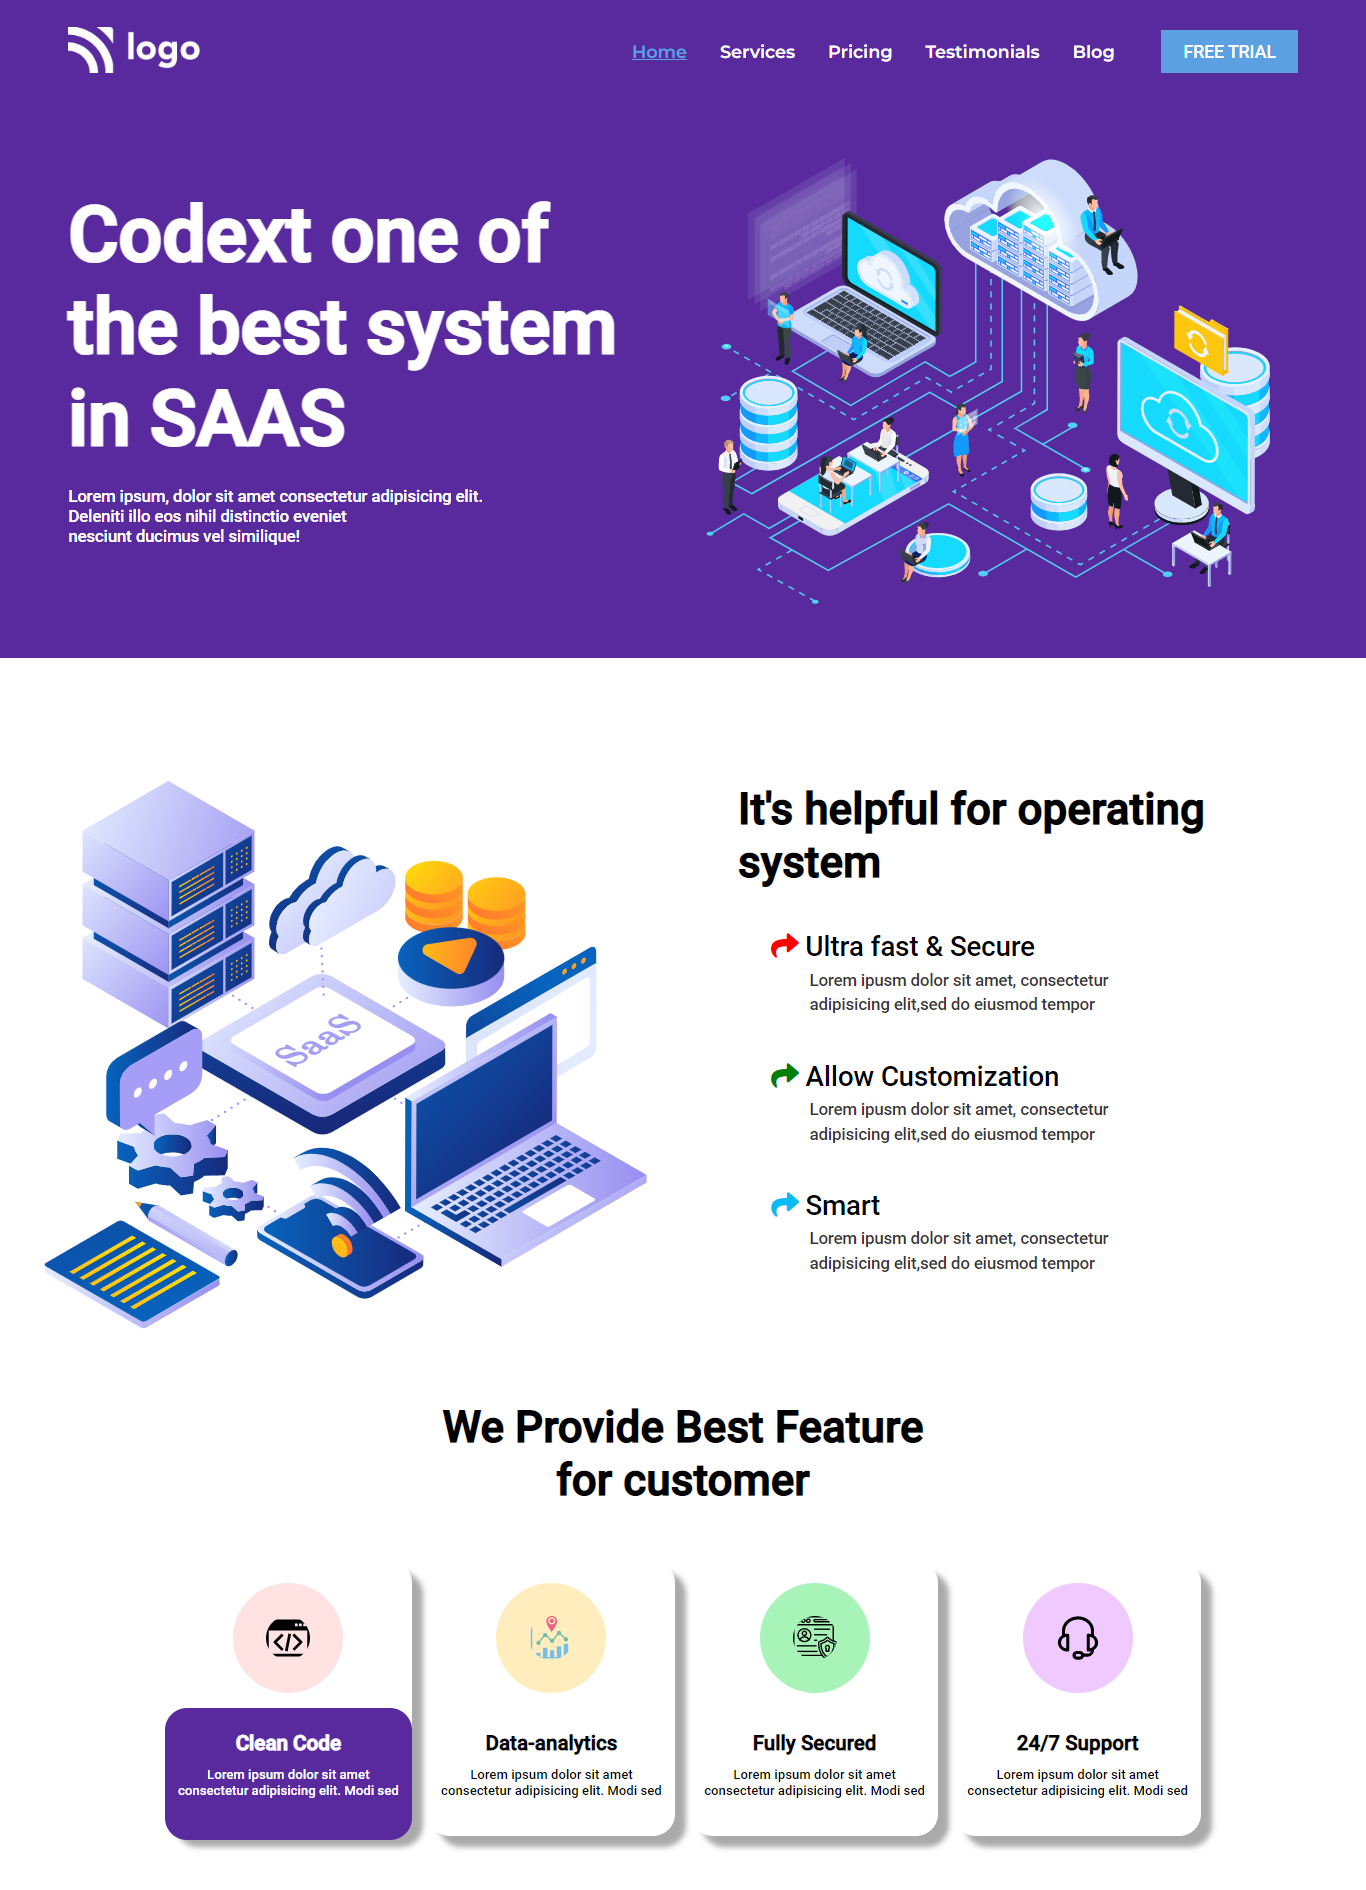 logo
Home Services Pricing Testimonials Blog FREE TRIAL
Codext one of
the best system
in SAAS
Lorem ipsum, dolor sit amet consectetur adipisicing elit.
Deleniti illo eos nihil distinctio eveniet
nesciunt ducimus vel similique!
SaaS
It's helpful for operating
system
Ultra fast & Secure
Lorem ipusm dolor sit amet, consectetur
adipisicing elit,sed do eiusmod tempor
Allow Customization
Lorem ipusm dolor sit amet, consectetur
adipisicing elit,sed do eiusmod tempor
Smart
Lorem ipusm dolor sit amet, consectetur
adipisicing elit,sed do eiusmod tempor
We Provide Best Feature
for customer
Clean Code
Lorem ipsum dolor sit amet
consectetur adipisicing elit. Modi sed
Data-analytics
Lorem ipsum dolor sit amet
consectetur adipisicing elit. Modi sed
Fully Secured
Lorem ipsum dolor sit amet
consectetur adipisicing elit. Modi sed
24/7 Support
Lorem ipsum dolor sit amet
consectetur adipisicing elit. Modi sed